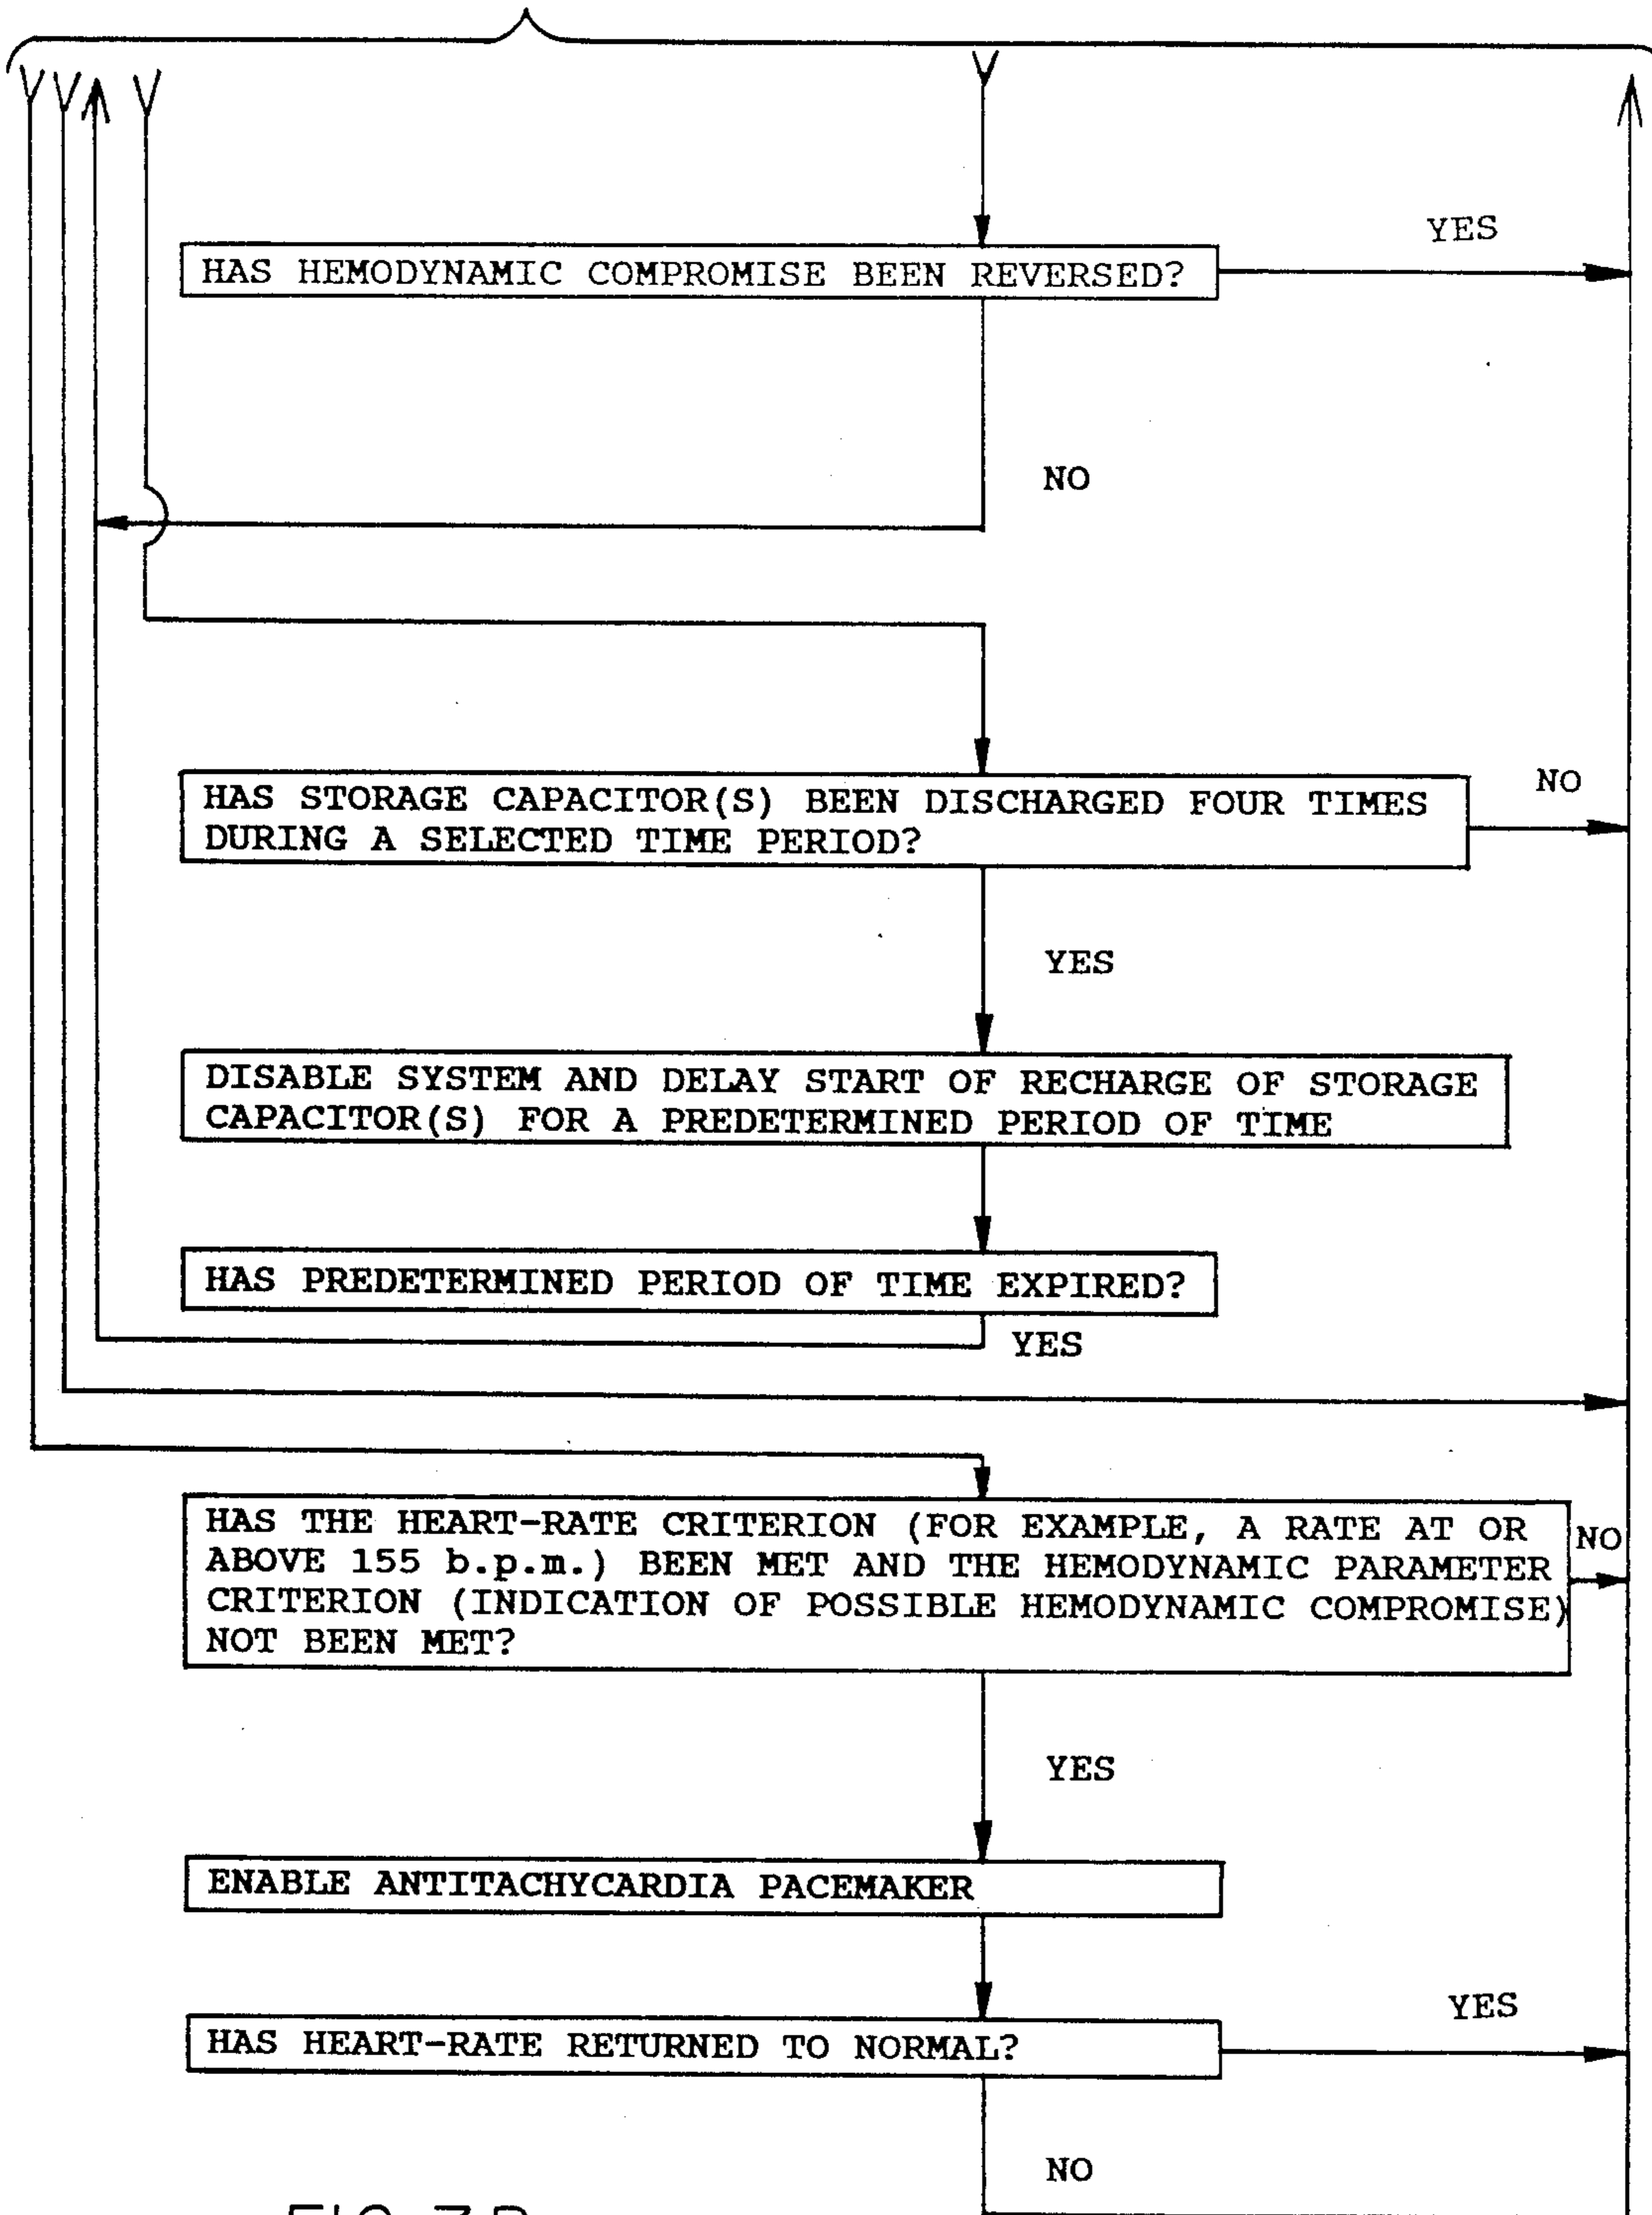 YES
HAS HEMODYNAMIC COMPROMISE BEEN REVERSED?
NO
NO
HAS STORAGE CAPACITOR(S) BEEN DISCHARGED FOUR TIMES
DURING A SELECTED TIME PERIOD?
YES
DISABLE SYSTEM AND DELAY START OF RECHARGE OF STORAGE
CAPACITOR(S) FOR A PREDETERMINED PERIOD OF TIME
HAS PREDETERMINED PERIOD OF TIME EXPIRED?
YES
HAS THE HEART-RATE CRITERION (FOR EXAMPLE, A RATE AT OR
ABOVE 155 b.p.m.) BEEN MET AND THE HEMODYNAMIC PARAMETER
CRITERION (INDICATION OF POSSIBLE HEMODYNAMIC COMPROMISE)
NOT BEEN MET?
NO
YES
ENABLE ANTITACHYCARDIA PACEMAKER
YES
HAS HEART-RATE RETURNED TO NORMAL?
NO